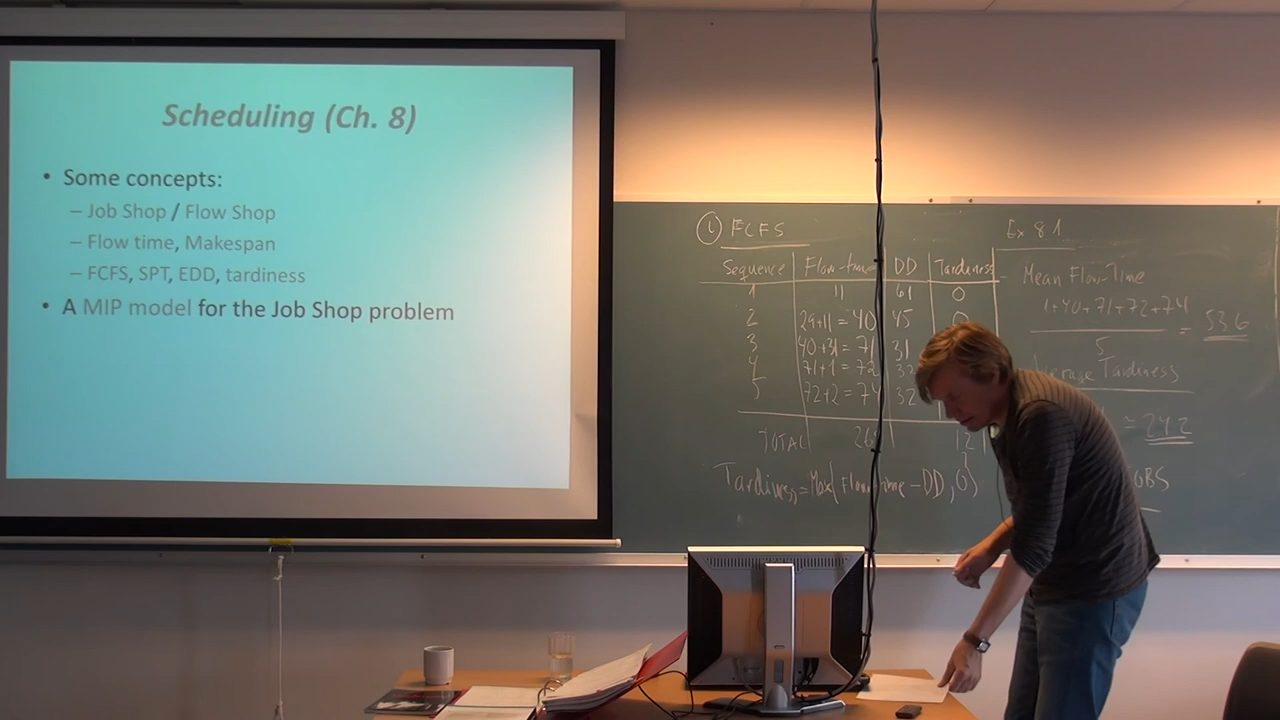 Scheduling (Ch. 8)
• Some concepts:
– Job Shop / Flow Shop
– Flow time, Makespan
– FCFS, SPT, EDD, tardiness
• A MIP model for the Job Shop problem
1 FCFS
Sequence Flow-time DD Tardiness
1 11 61 0
2 29+11=40 45 0
3 40+31=71 31
4 71+1=72
5 72+2=74 32
TOTAL
Tardiness=Max(Flow-time-DD,0)
Ex 8.1
Mean Flow-Time
11+40+71+72+74
5
= 53.6
Average Tardiness
= 24.2